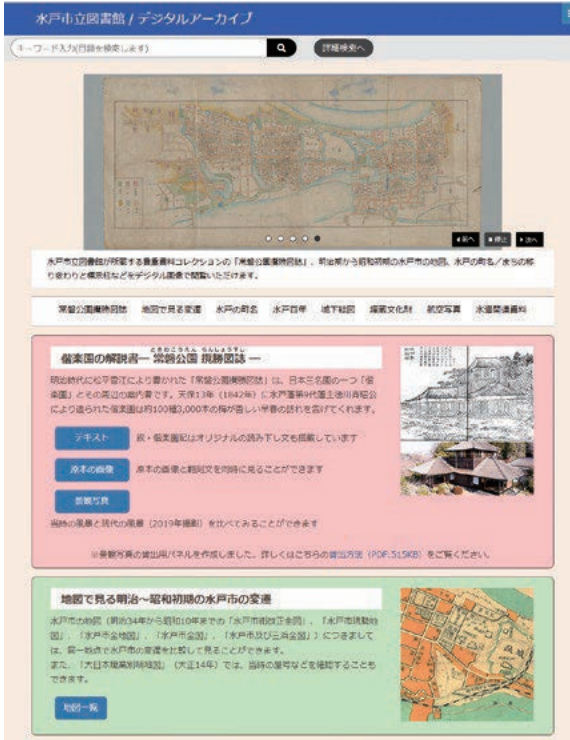 水戸市立図書館 / デジタルアーカイブ
キーワード入力(目録を検索します)
詳細検索へ
前へ
停止
次へ
水戸市立図書館が所蔵する貴重資料コレクションの「常磐公園攬勝図誌」、明治期から昭和初期の水戸市の地図、水戸の町名／まちの移
り変わりと標柱などをデジタル画像で閲覧いただけます。
常磐公園攬勝図誌 地図で見る変遷 水戸の町名 水戸百年 城下絵図 埋蔵文化財 航空写真 水道関連資料
ときわこうえん らんしょうずし
偕楽園の解説書― 常磐公園 攬勝図誌 ―
明治時代に松平雪江により書かれた「常磐公園攬勝図誌」は、日本三名園の一つ「偕
楽園」とその周辺の案内書です。天保13年（1842年）に水戸藩第9代藩主徳川斉昭公
により造られた偕楽園は約100種3,000本の梅が香しい早春の訪れを告げてくれます。
テキスト
訳・偕楽園記はオリジナルの読み下し文も掲載しています
原本の画像
原本の画像と翻刻文を同時に見ることができます
景観写真
当時の風景と現代の風景（2019年撮影）を比べてみることができます
※景観写真の貸出用パネルを作成しました。詳しくはこちらの貸出方法（PDF:515KB）をご覧ください。
地図で見る明治～昭和初期の水戸市の変遷
水戸市の地図（明治34年から昭和10年までの「水戸市街改正全図」、「水戸市現勢地
図」、「水戸市全地図」、「水戸市全図」、「水戸市及び三浜全図」）につきまして
は、同一地点で水戸市の変遷を比較して見ることができます。
また、「大日本職業別明細図」（大正14年）では、当時の屋号などを確認することも
できます。
地図一覧